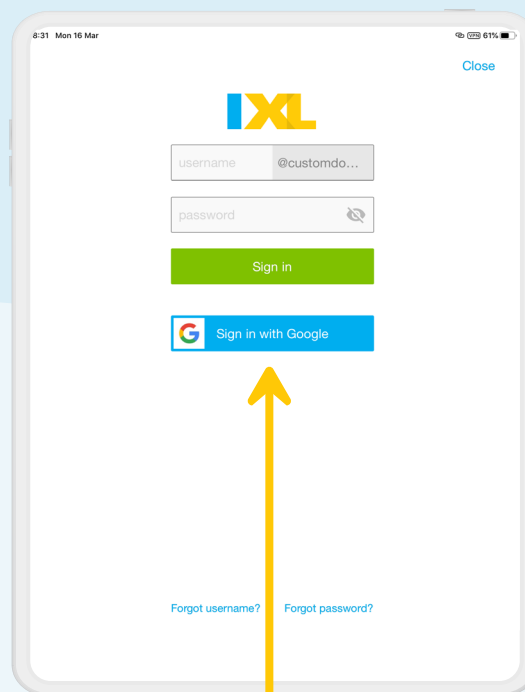 8:31 Mon 16 Mar
VPN 61%
Close
IXL
username @customdo...
password
Sign in
G Sign in with Google
Forgot username? Forgot password?